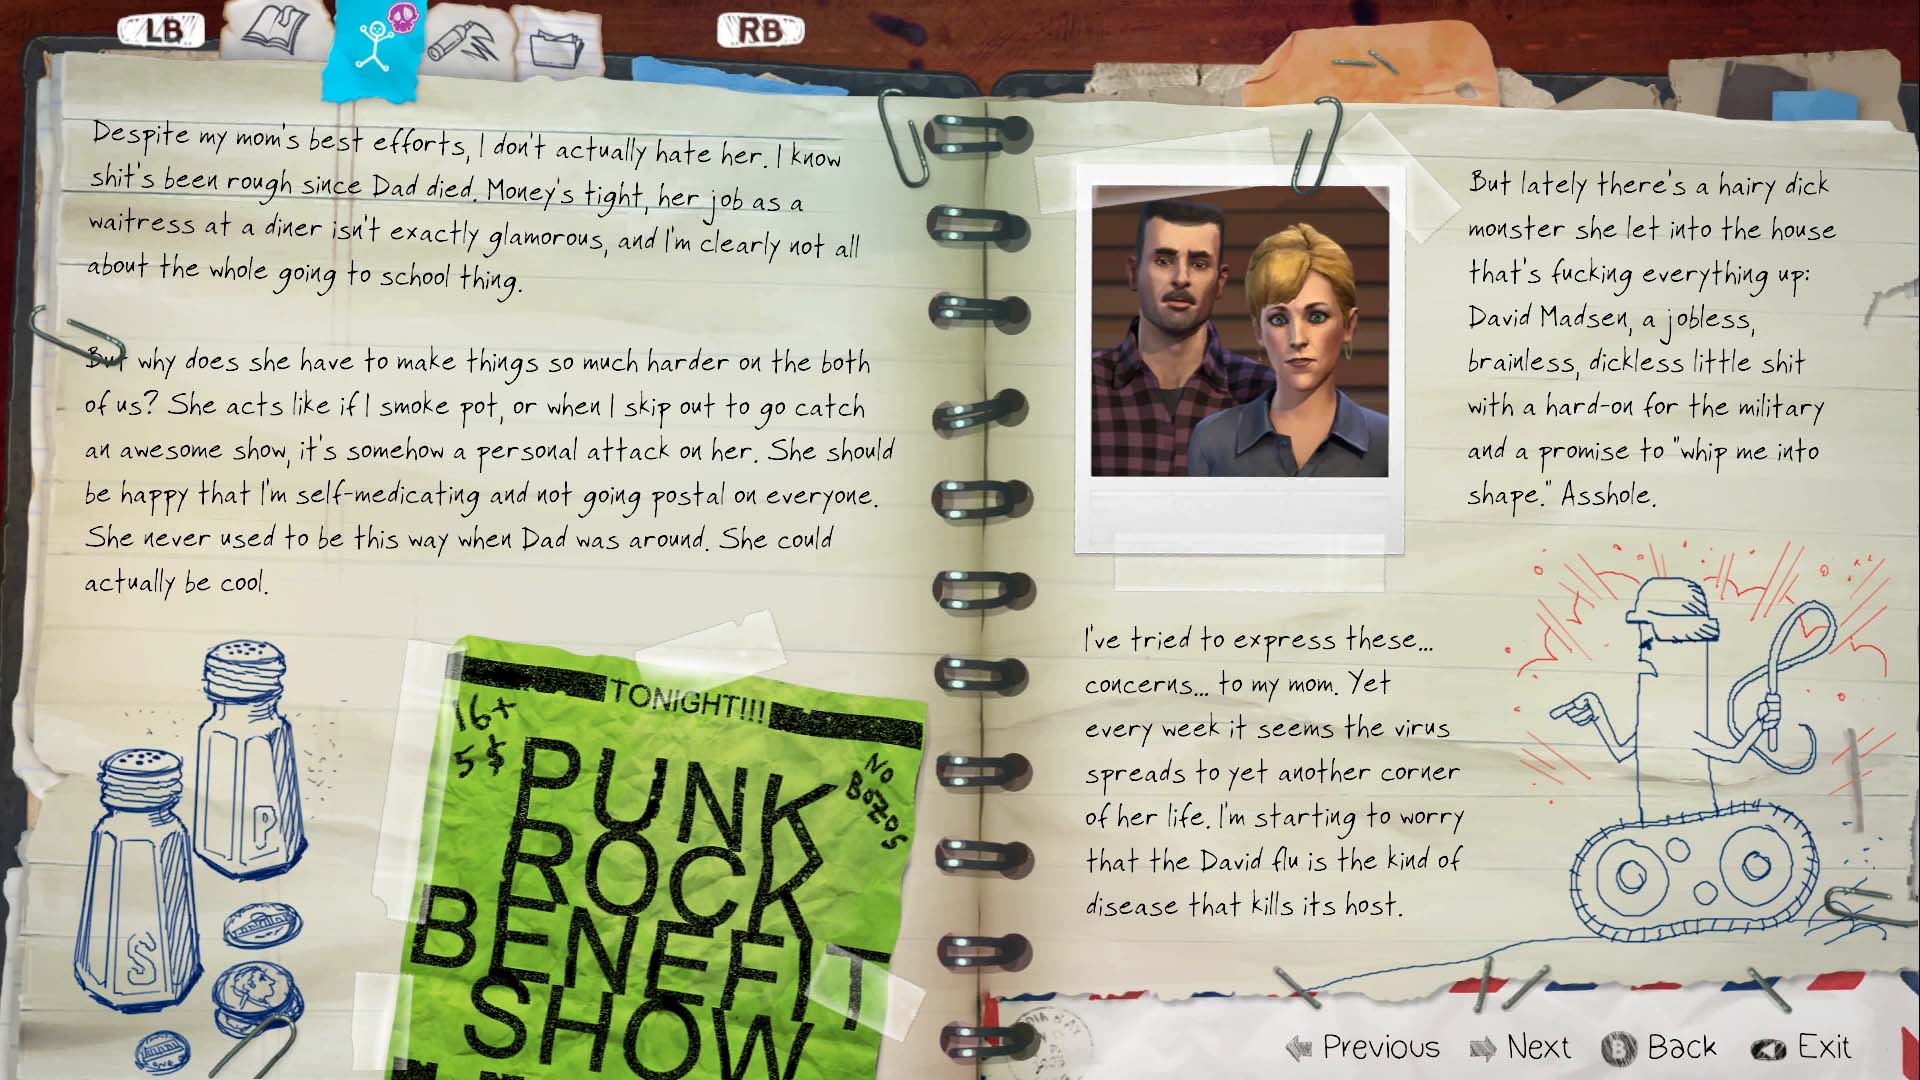 LB
RB
Despite my mom's best efforts, I don't actually hate her. I know
shit's been rough since Dad died. Money's tight, her job as a
waitress at a diner isn't exactly glamorous, and I'm clearly not all
about the whole going to school thing.
But why does she have to make things so much harder on the both
of us? She acts like if I smoke pot, or when I skip out to go catch
an awesome show, it's somehow a personal attack on her. She should
be happy that I'm self-medicating and not going postal on everyone.
She never used to be this way when Dad was around. She could
actually be cool.
P
S
TONIGHT!!!
16+
5$
NO
BOZOS
PUNK
ROCK
BENEFIT
SHOW
But lately there's a hairy dick
monster she let into the house
that's fucking everything up:
David Madsen, a jobless,
brainless, dickless little shit
with a hard-on for the military
and a promise to "whip me into
shape." Asshole.
I've tried to express these...
concerns... to my mom. Yet
every week it seems the virus
spreads to yet another corner
of her life. I'm starting to worry
that the David flu is the kind of
disease that kills its host.
Previous
Next
B Back
Exit